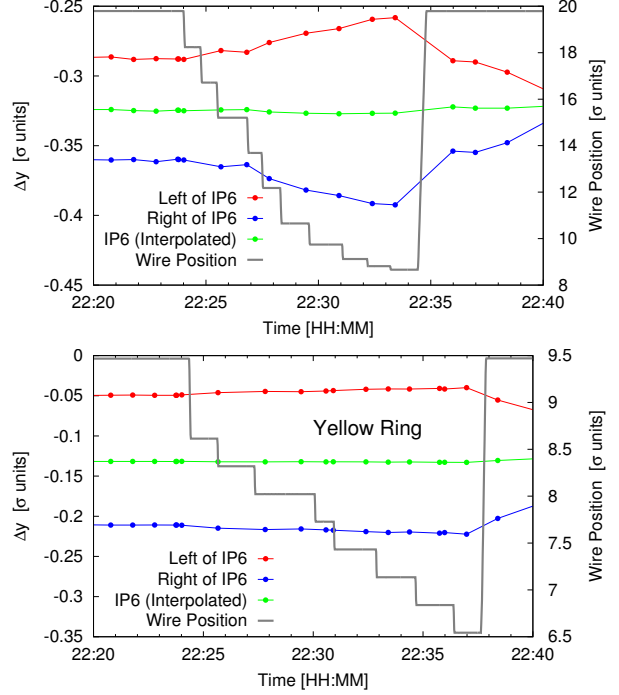 -0.25
-0.3
-0.35
-0.4
-0.45
Δy [σ units]
20
18
16
14
12
10
8
Wire Position [σ units]
Left of IP6
Right of IP6
IP6 (Interpolated)
Wire Position
22:20 22:25 22:30 22:35 22:40
Time [HH:MM]
0
-0.05
-0.1
-0.15
-0.2
-0.25
-0.3
-0.35
Δy [σ units]
9.5
9
8.5
8
7.5
7
6.5
Wire Position [σ units]
Yellow Ring
Left of IP6
Right of IP6
IP6 (Interpolated)
Wire Position
22:20 22:25 22:30 22:35 22:40
Time [HH:MM]